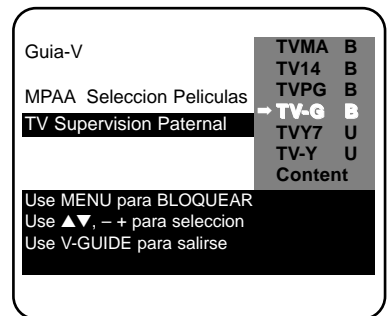 Guia-V
MPAA Seleccion Peliculas
TV Supervision Paternal
TVMA B
TV14 B
TVPG B
➡ TV-G B
TVY7 U
TV-Y U
Content
Use MENU para BLOQUEAR
Use ▲▼, – + para seleccion
Use V-GUIDE para salirse